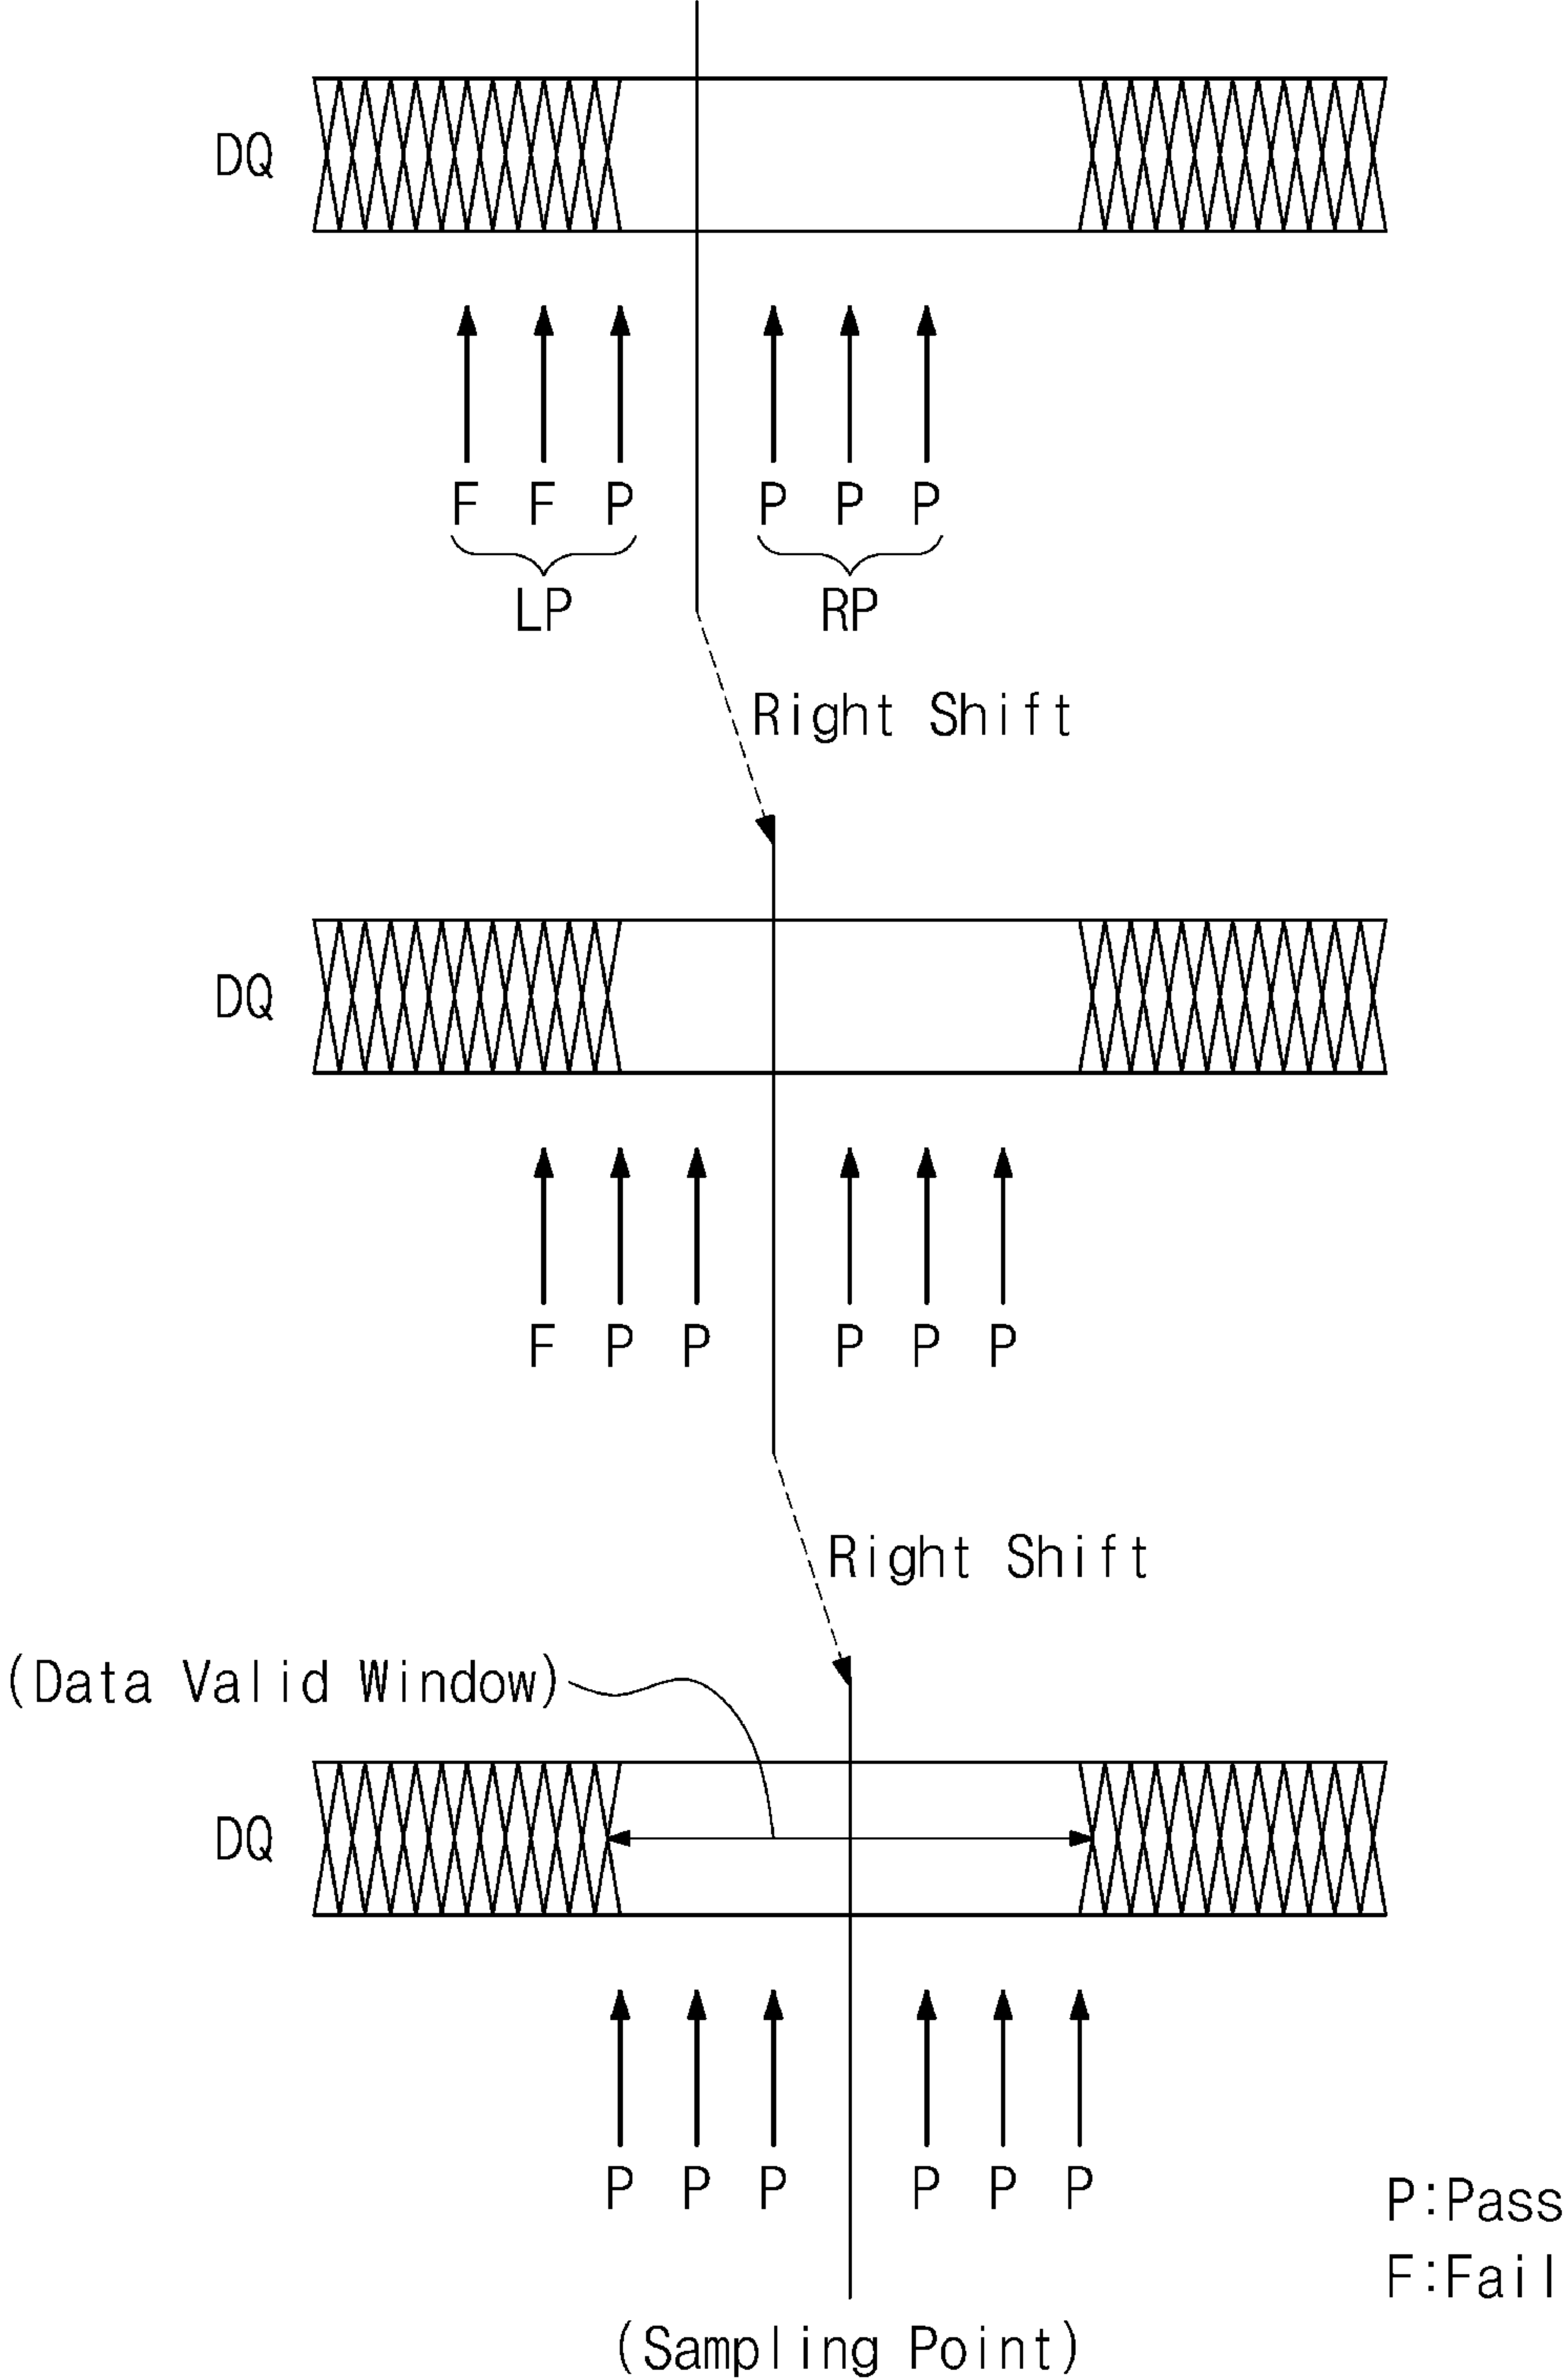 DQ
F F P P P P
LP RP
Right Shift
DQ
F P P P P P
Right Shift
(Data Valid Window)
DQ
P P P P P P
P:Pass
F:Fail
(Sampling Point)